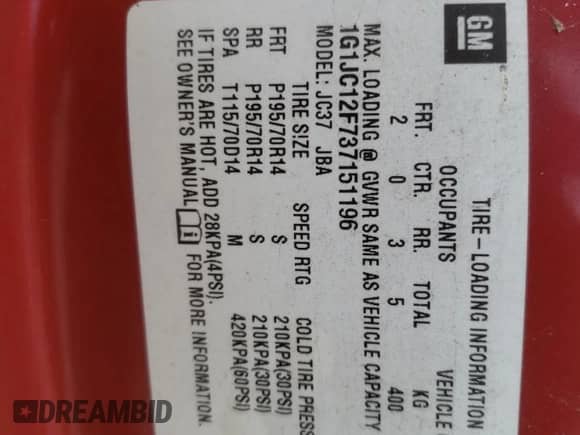 GM
TIRE-LOADING INFORMATION
OCCUPANTS VEHICLE
FRT. CTR. RR. TOTAL KG
2 0 3 5 400
MAX. LOADING @ GVWR SAME AS VEHICLE CAPACITY
1G1JC12F737151196
MODEL: JC37 JBA
TIRE SIZE SPEED RTG COLD TIRE PRESS
FRT P195/70R14 S 210KPA(30PSI)
RR P195/70R14 S 210KPA(30PSI)
SPA T115/70D14 M 420KPA(60PSI)
IF TIRES ARE HOT, ADD 28KPA(4PSI).
SEE OWNER'S MANUAL i FOR MORE INFORMATION.
DREAMBID